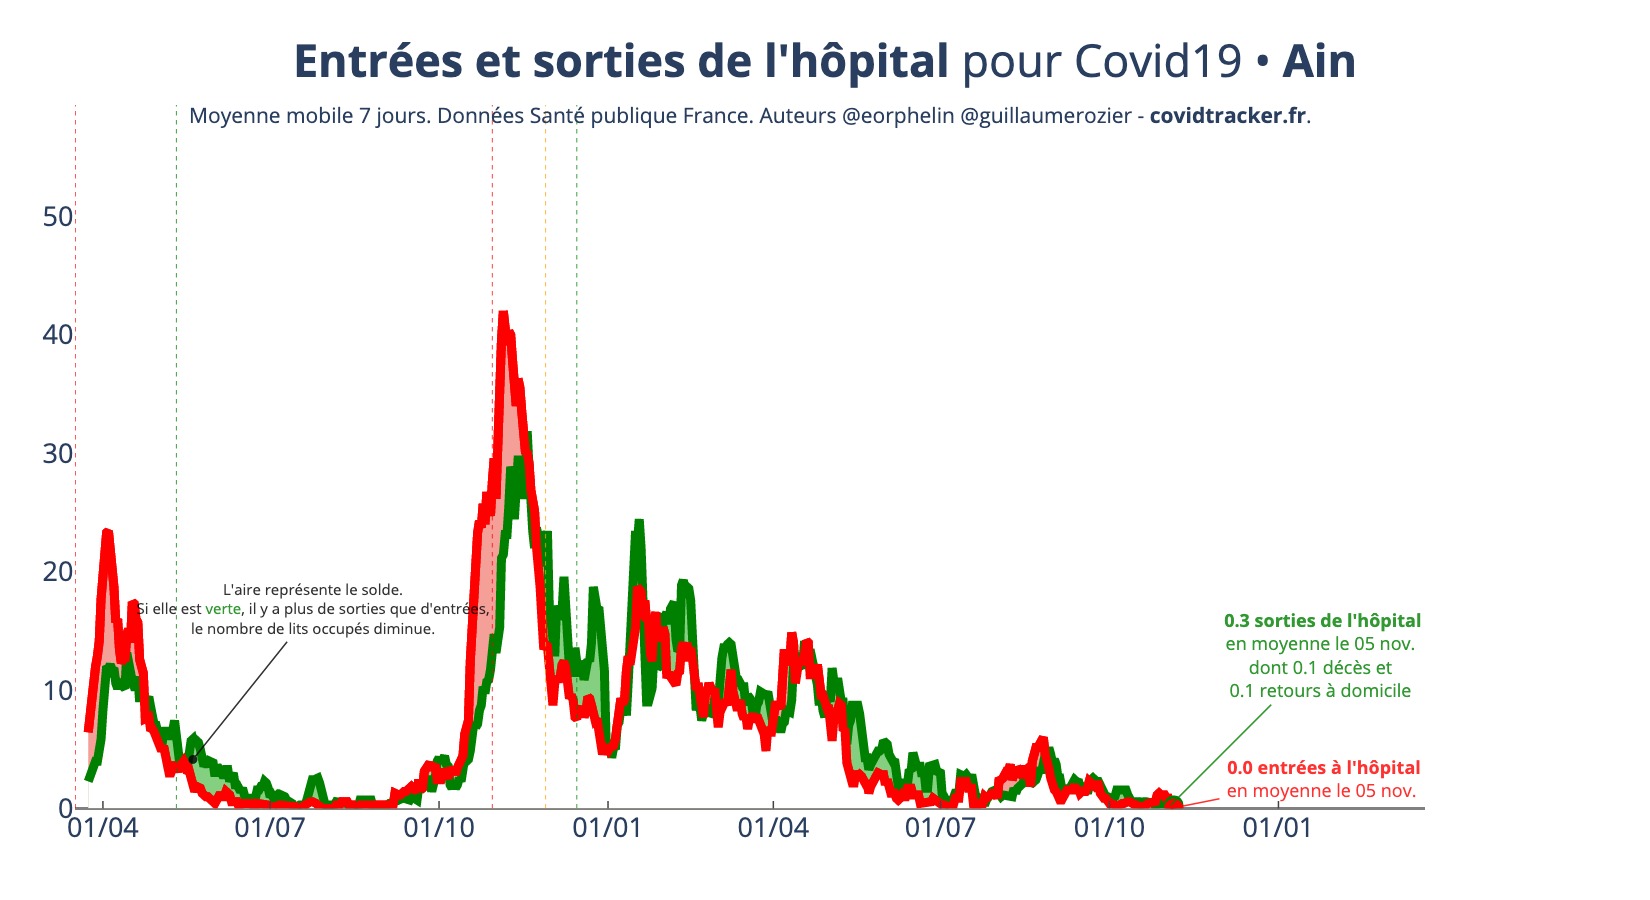 Entrées et sorties de l'hôpital pour Covid19 • Ain
Moyenne mobile 7 jours. Données Santé publique France. Auteurs @eorphelin @guillaumerozier - covidtracker.fr.
50
40
30
20
10
0
L'aire représente le solde.
Si elle est verte, il y a plus de sorties que d'entrées,
le nombre de lits occupés diminue.
0.3 sorties de l'hôpital
en moyenne le 05 nov.
dont 0.1 décès et
0.1 retours à domicile
0.0 entrées à l'hôpital
en moyenne le 05 nov.
01/04 01/07 01/10 01/01 01/04 01/07 01/10 01/01